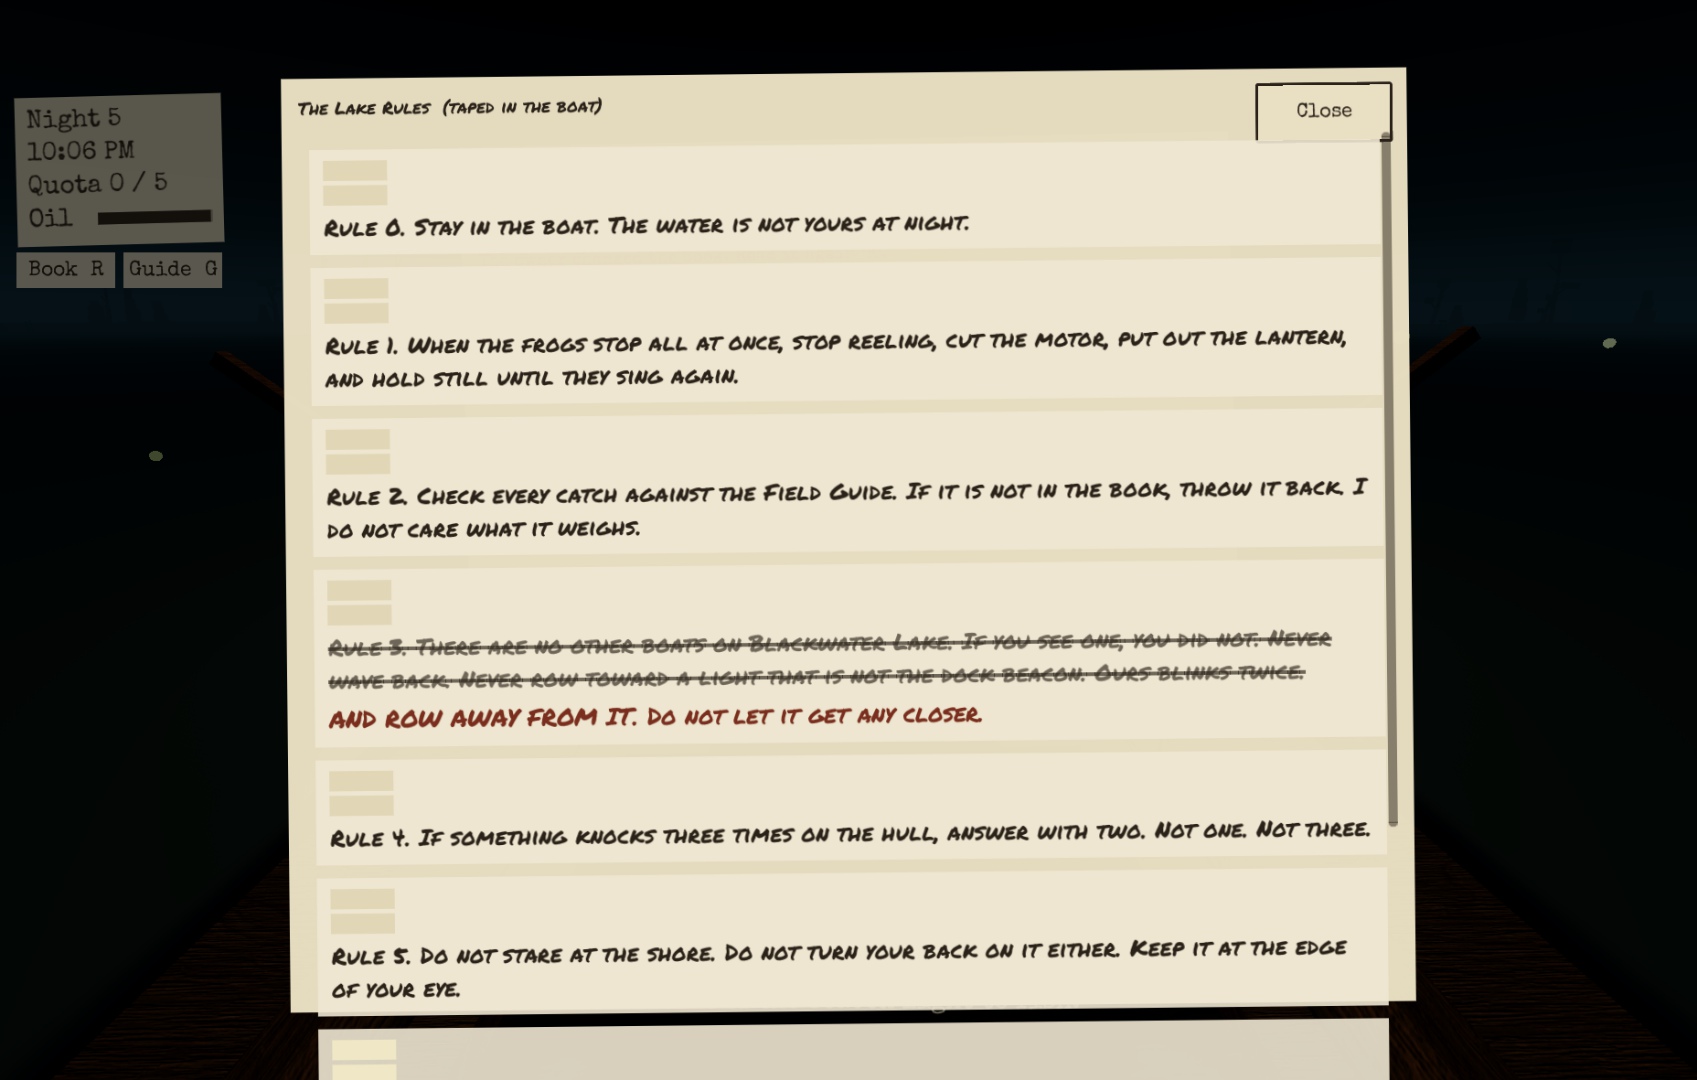 Night 5
10:06 PM
Quota 0 / 5
Oil
Book R
Guide G
The Lake Rules (taped in the boat)
Close
Rule 0. Stay in the boat. The water is not yours at night.
Rule 1. When the frogs stop all at once, stop reeling, cut the motor, put out the lantern,
and hold still until they sing again.
Rule 2. Check every catch against the Field Guide. If it is not in the book, throw it back. I
do not care what it weighs.
Rule 3. There are no other boats on Blackwater Lake. If you see one, you did not. Never
wave back. Never row toward a light that is not the dock beacon. Ours blinks twice.
AND ROW AWAY FROM IT. Do not let it get any closer.
Rule 4. If something knocks three times on the hull, answer with two. Not one. Not three.
Rule 5. Do not stare at the shore. Do not turn your back on it either. Keep it at the edge
of your eye.